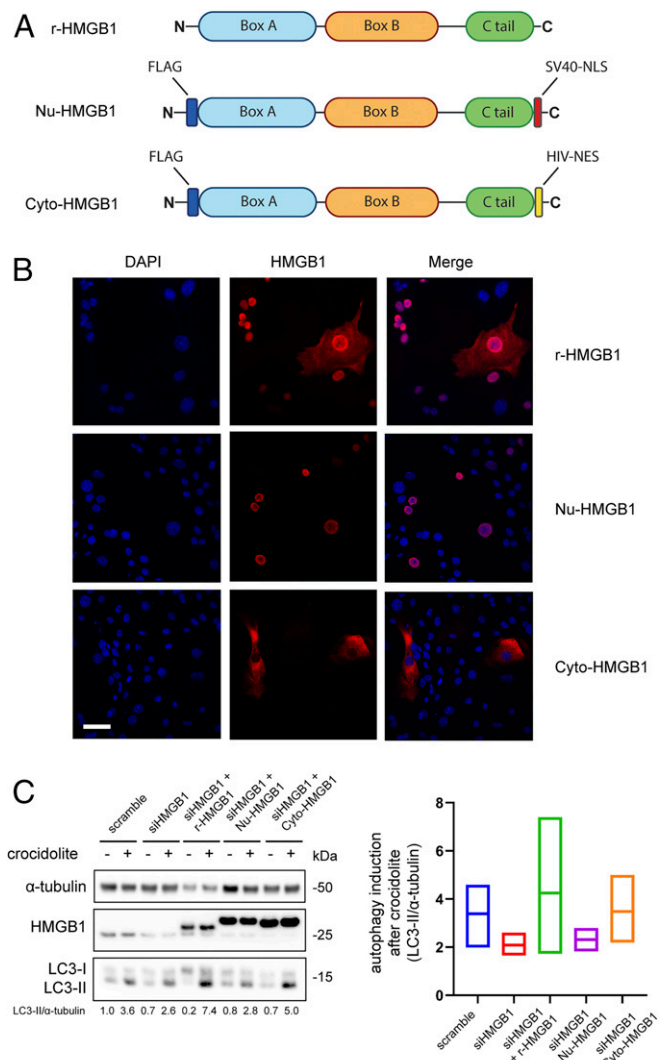 A
r-HMGB1
N
Box A
Box B
C tail
C
FLAG
SV40-NLS
Nu-HMGB1
N
Box A
Box B
C tail
C
FLAG
HIV-NES
Cyto-HMGB1
N
Box A
Box B
C tail
C
B
DAPI
HMGB1
Merge
r-HMGB1
Nu-HMGB1
Cyto-HMGB1
C
scramble
siHMGB1
siHMGB1 +
r-HMGB1
siHMGB1 +
Nu-HMGB1
siHMGB1 +
Cyto-HMGB1
crocidolite - + - + - + - + - + kDa
α-tubulin
-50
HMGB1
-25
LC3-I
-15
LC3-II
LC3-II/α-tubulin 1.0 3.6 0.7 2.6 0.2 7.4 0.8 2.8 0.7 5.0
autophagy induction
after crocidolite
(LC3-II/α-tubulin)
8
6
4
2
0
scramble
siHMGB1
siHMGB1
+ r-HMGB1
siHMGB1
Nu-HMGB1
siHMGB1
Cyto-HMGB1